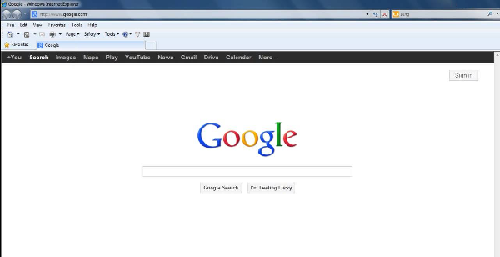 Google - Windows Internet Explorer
http://www.google.com
Bing
File Edit View Favorites Tools Help
Page Safety Tools
Favorites Google
+You Search Images Maps Play YouTube News Gmail Drive Calendar More
Sign in
Google
Google Search I'm Feeling Lucky